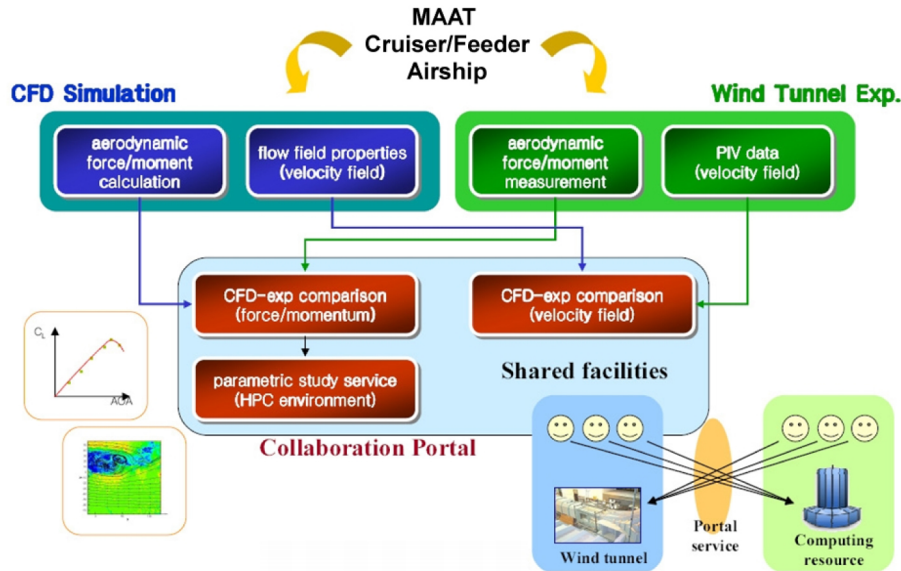 MAAT
Cruiser/Feeder
Airship
CFD Simulation
Wind Tunnel Exp.
aerodynamic
force/moment
calculation
flow field properties
(velocity field)
aerodynamic
force/moment
measurement
PIV data
(velocity field)
CFD-exp comparison
(force/momentum)
CFD-exp comparison
(velocity field)
parametric study service
(HPC environment)
Shared facilities
Collaboration Portal
CL
AOA
Wind tunnel
Portal
service
Computing
resource